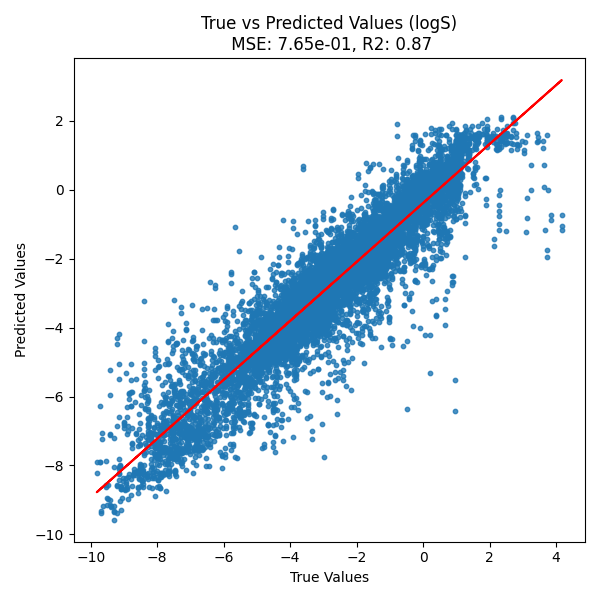 True vs Predicted Values (logS)
MSE: 7.65e-01, R2: 0.87
Predicted Values
2
0
−2
−4
−6
−8
−10
−10 −8 −6 −4 −2 0 2 4
True Values